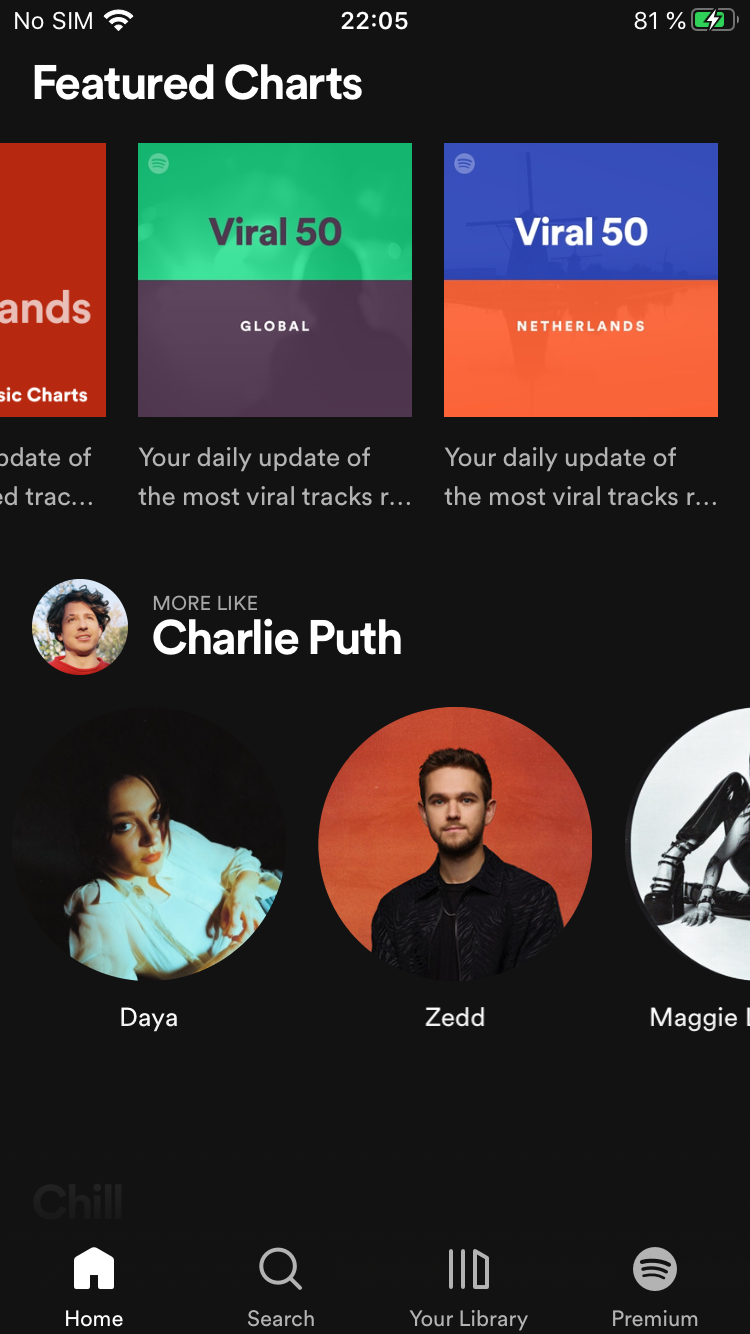 No SIM 22:05 81 %
Featured Charts
ands
sic Charts
Viral 50
GLOBAL
Viral 50
NETHERLANDS
date of
ed trac...
Your daily update of
the most viral tracks r...
Your daily update of
the most viral tracks r...
MORE LIKE
Charlie Puth
Daya
Zedd
Maggie
Chill
Home
Search
Your Library
Premium